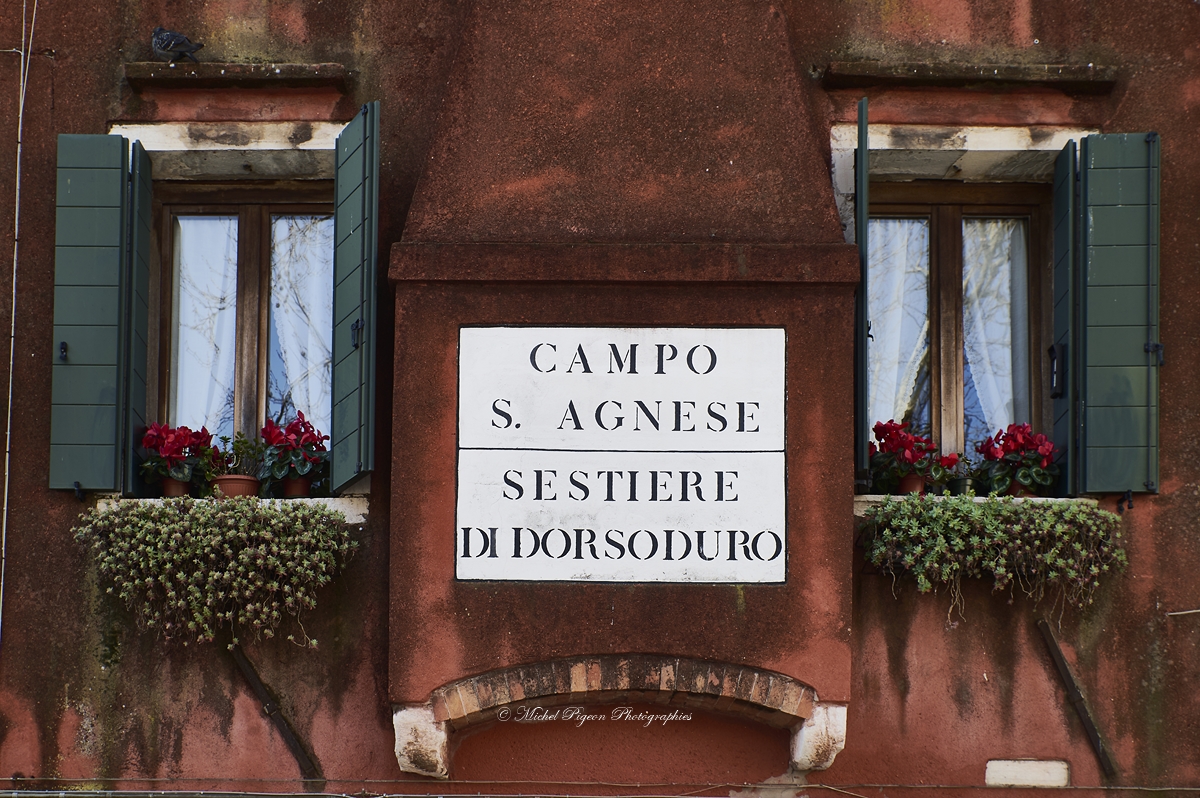 CAMPO
S. AGNESE
SESTIERE
DI DORSODURO
© Michel Pigeon Photographies